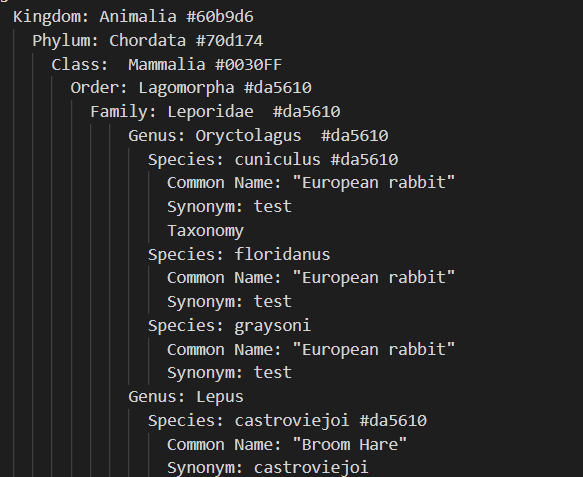 Kingdom: Animalia #60b9d6
Phylum: Chordata #70d174
Class:  Mammalia #0030FF
Order: Lagomorpha #da5610
Family: Leporidae  #da5610
Genus: Oryctolagus  #da5610
Species: cuniculus #da5610
Common Name: "European rabbit"
Synonym: test
Taxonomy
Species: floridanus
Common Name: "European rabbit"
Synonym: test
Species: graysoni
Common Name: "European rabbit"
Synonym: test
Genus: Lepus
Species: castroviejoi #da5610
Common Name: "Broom Hare"
Synonym: castroviejoi